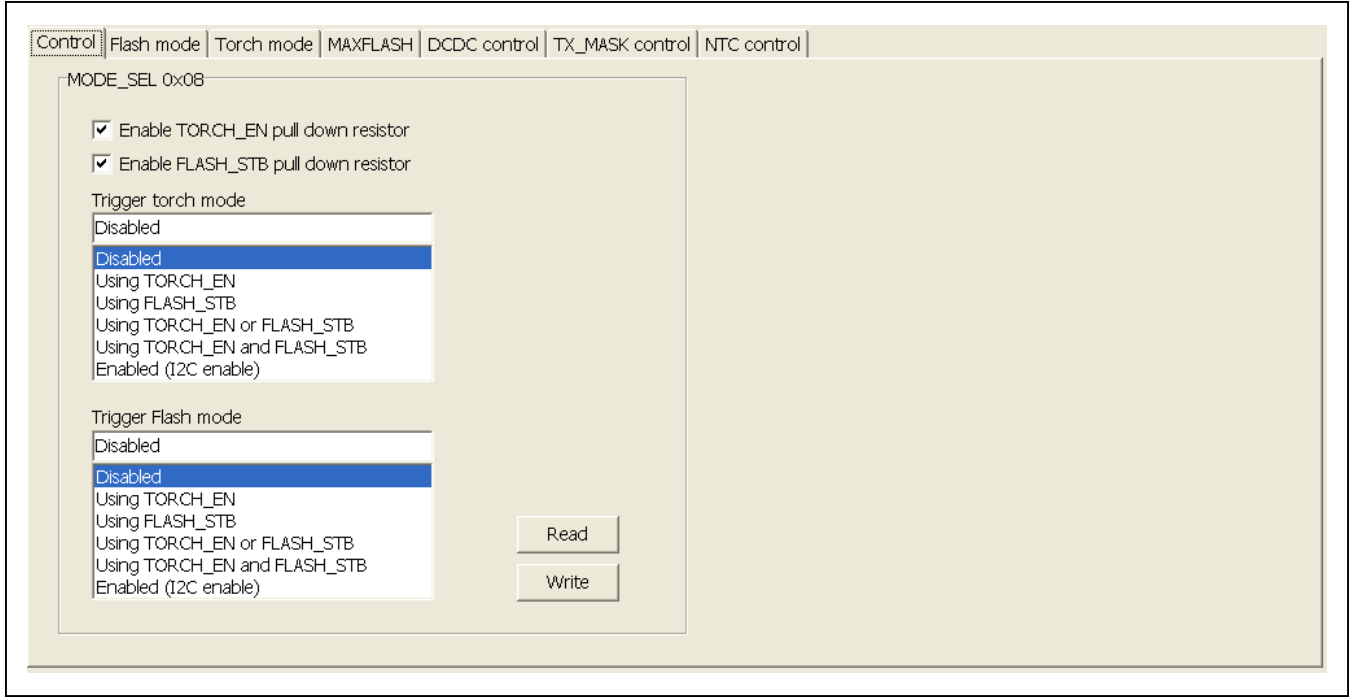 Control Flash mode Torch mode MAXFLASH DCDC control TX_MASK control NTC control
MODE_SEL 0x08
Enable TORCH_EN pull down resistor
Enable FLASH_STB pull down resistor
Trigger torch mode
Disabled
Disabled
Using TORCH_EN
Using FLASH_STB
Using TORCH_EN or FLASH_STB
Using TORCH_EN and FLASH_STB
Enabled (I2C enable)
Trigger Flash mode
Disabled
Disabled
Using TORCH_EN
Using FLASH_STB
Using TORCH_EN or FLASH_STB
Using TORCH_EN and FLASH_STB
Enabled (I2C enable)
Read
Write